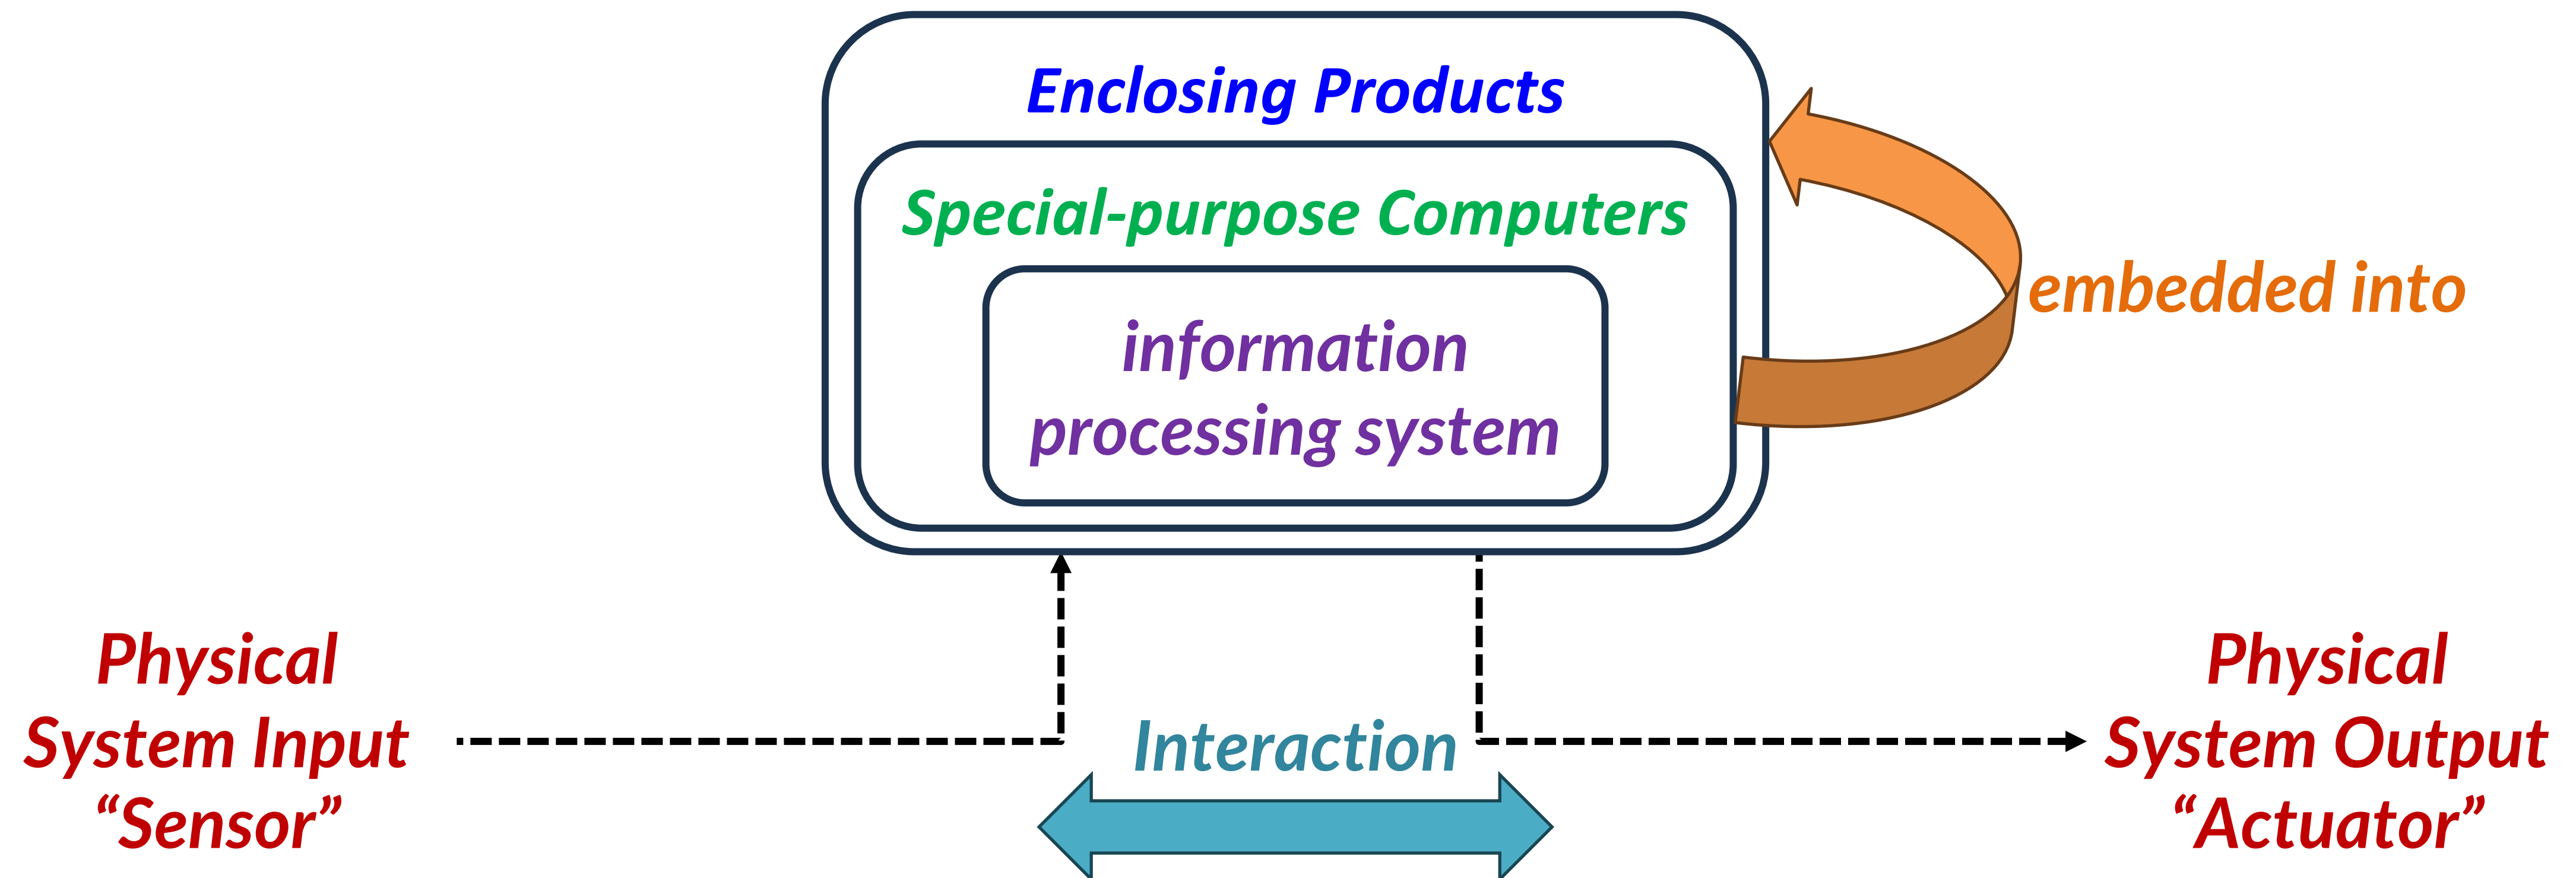 Enclosing Products
Special-purpose Computers
information
processing system
embedded into
Physical
System Input
“Sensor”
Interaction
Physical
System Output
“Actuator”